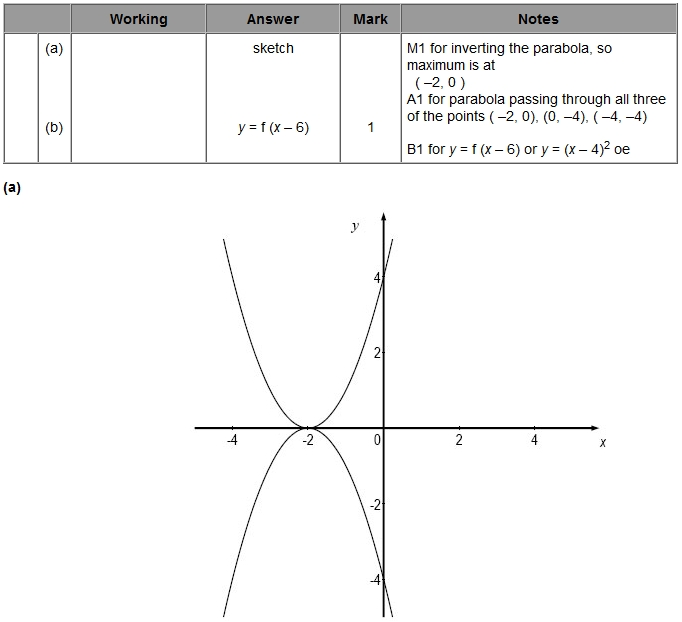 Working Answer Mark Notes
(a) sketch M1 for inverting the parabola, so
maximum is at
(–2, 0 )
A1 for parabola passing through all three
of the points ( –2, 0), (0, –4), ( –4, –4)
(b) y = f (x – 6) 1
B1 for y = f (x – 6) or y = (x – 4)² oe
(a)
y
4
2
-4 -2 0 2 4 x
-2
-4